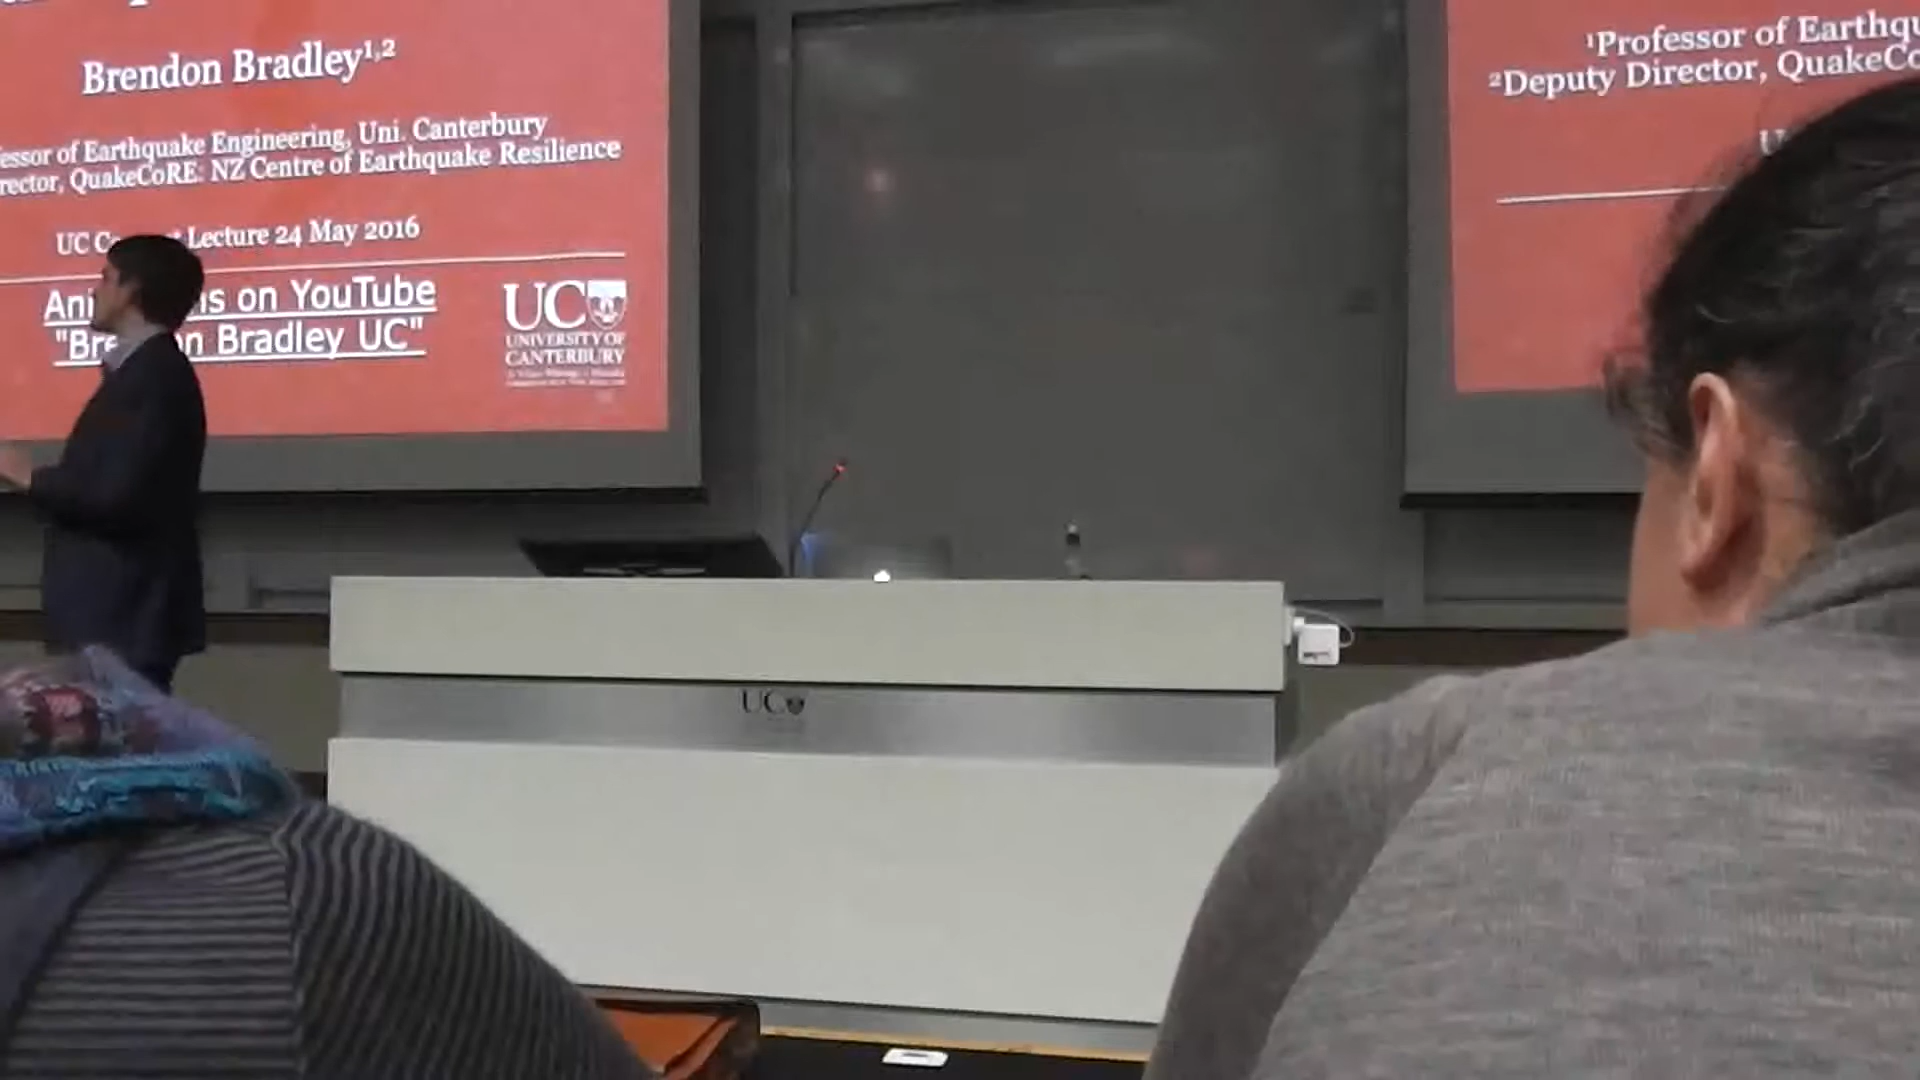 Brendon Bradley1,2
essor of Earthquake Engineering, Uni. Canterbury
rector, QuakeCoRE: NZ Centre of Earthquake Resilience
UC Lecture 24 May 2016
on YouTube
Bradley UC"
UC
UNIVERSITY OF
CANTERBURY
1Professor of Earthqu
2Deputy Director, QuakeCo
U
UC